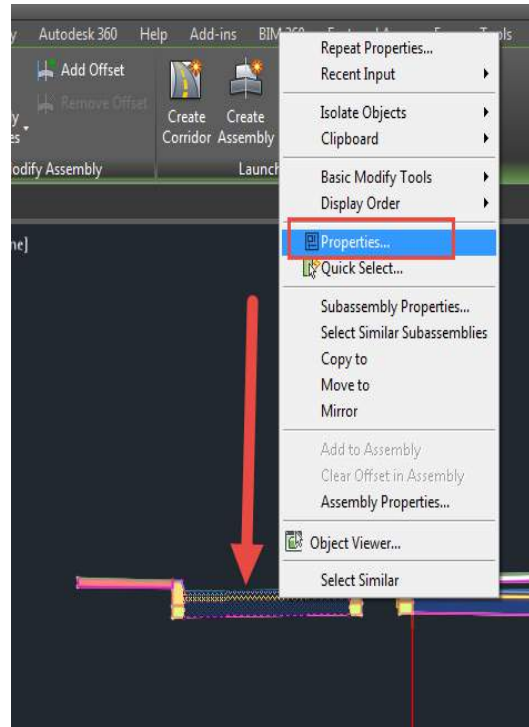 Autodesk 360 Help Add-ins
Add Offset
Remove Offset
Create Corridor
Create Assembly
odify Assembly
Launch
ne]
Repeat Properties...
Recent Input
Isolate Objects
Clipboard
Basic Modify Tools
Display Order
Properties...
Quick Select...
Subassembly Properties...
Select Similar Subassemblies
Copy to
Move to
Mirror
Add to Assembly
Clear Offset in Assembly
Assembly Properties...
Object Viewer...
Select Similar